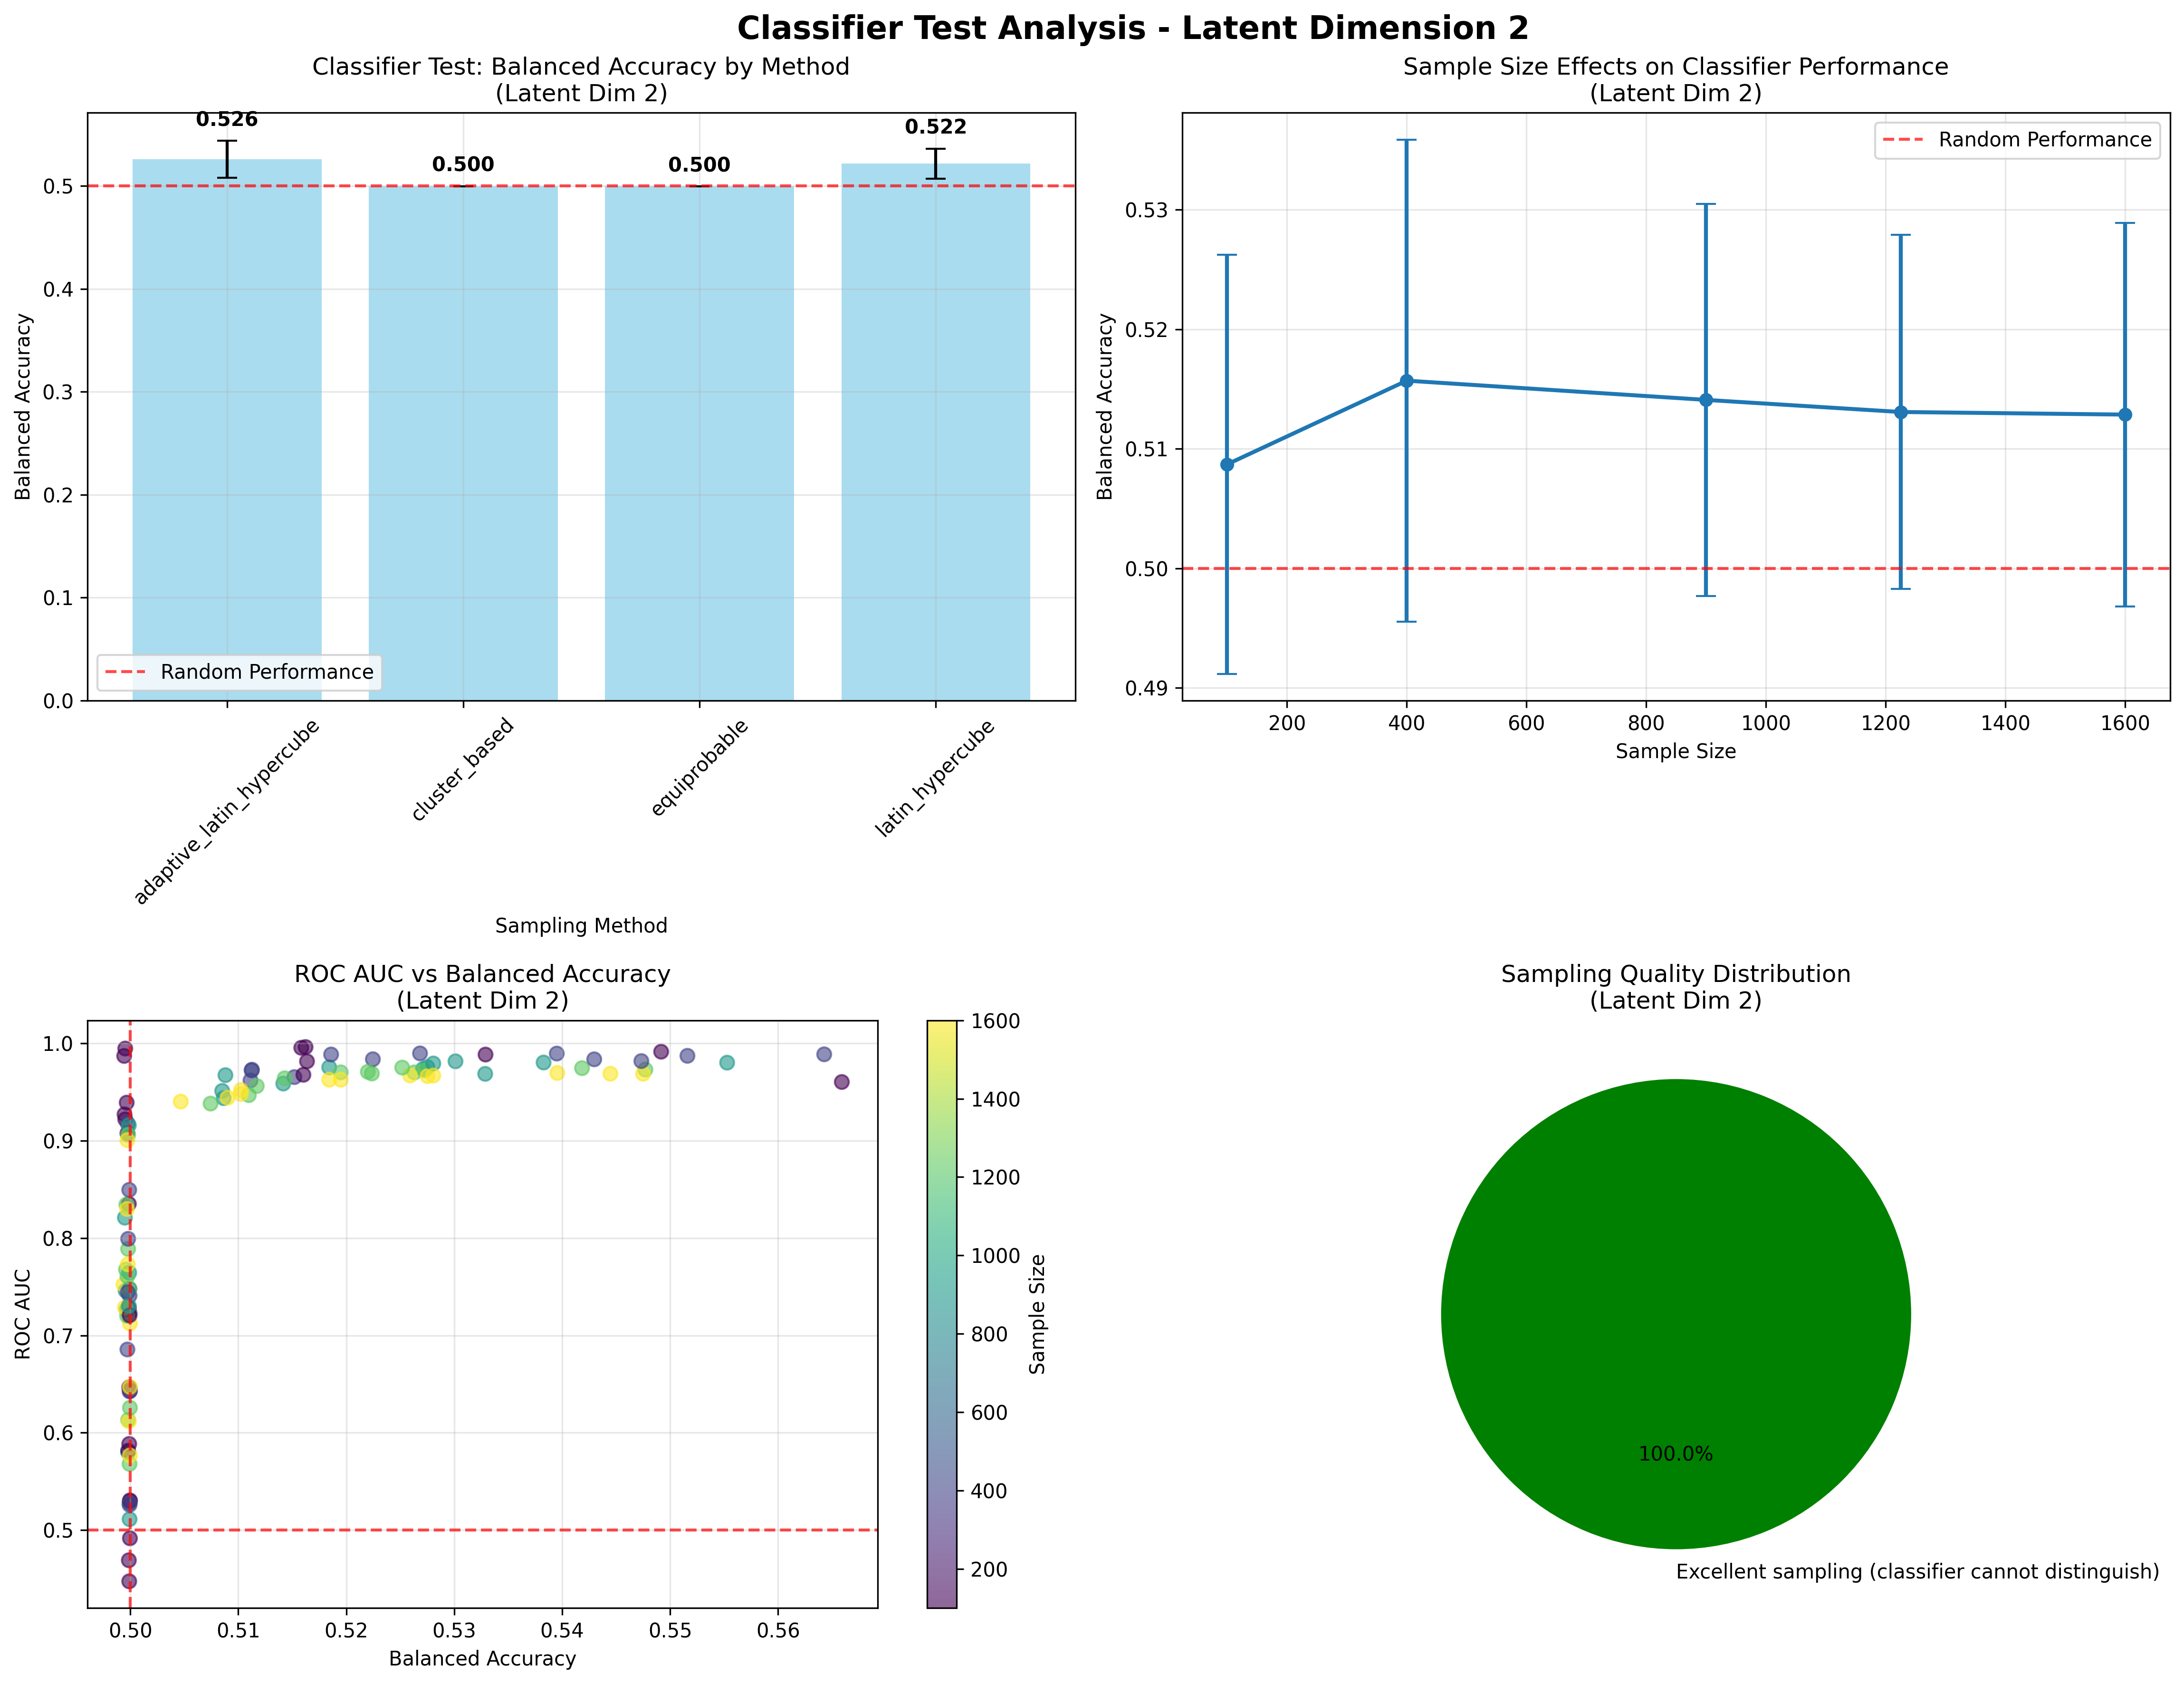 Classifier Test Analysis - Latent Dimension 2
Classifier Test: Balanced Accuracy by Method
(Latent Dim 2)
Balanced Accuracy
0.5
0.4
0.3
0.2
0.1
0.0
0.526
0.500
0.500
0.522
Random Performance
adaptive_latin_hypercube
cluster_based
equiprobable
latin_hypercube
Sampling Method
Sample Size Effects on Classifier Performance
(Latent Dim 2)
Random Performance
Balanced Accuracy
0.53
0.52
0.51
0.50
0.49
200
400
600
800
1000
1200
1400
1600
Sample Size
ROC AUC vs Balanced Accuracy
(Latent Dim 2)
ROC AUC
1.0
0.9
0.8
0.7
0.6
0.5
0.50
0.51
0.52
0.53
0.54
0.55
0.56
Balanced Accuracy
1600
1400
1200
1000
800
600
400
200
Sample Size
Sampling Quality Distribution
(Latent Dim 2)
100.0%
Excellent sampling (classifier cannot distinguish)